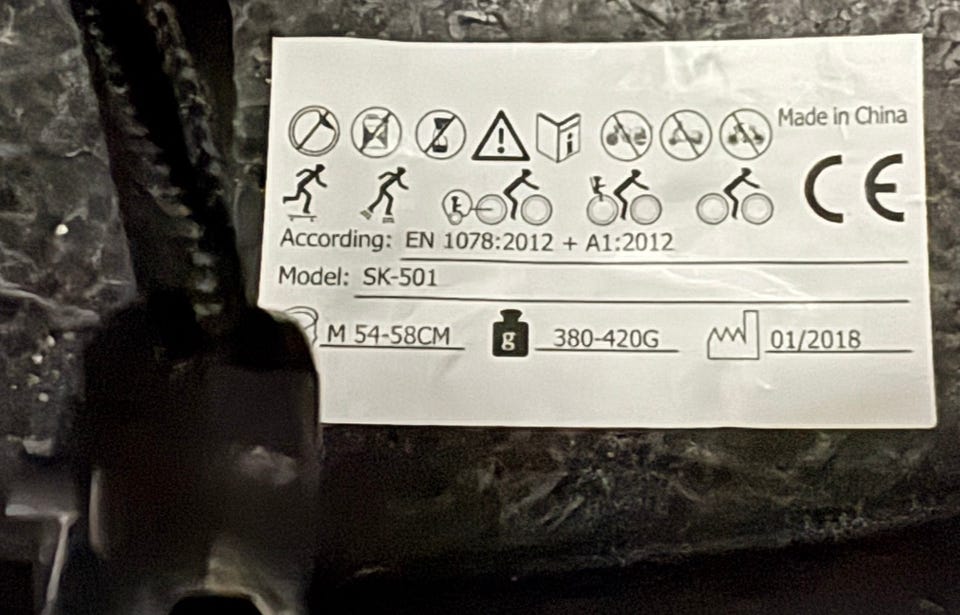 Made in China
CE
According: EN 1078:2012 + A1:2012
Model: SK-501
M 54-58CM g 380-420G 01/2018